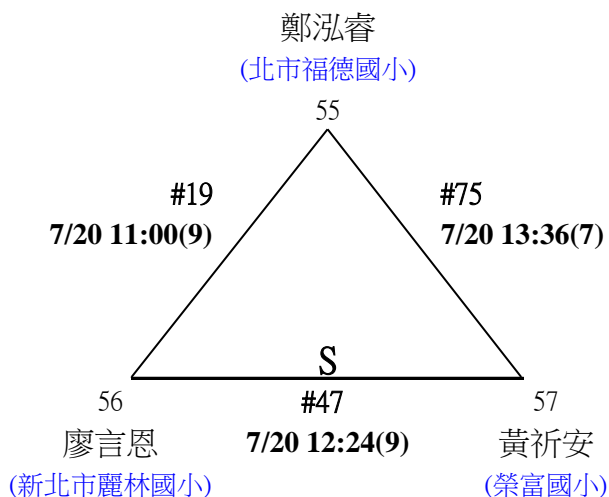 鄭泓睿
(北市福德國小)
55
#19
7/20 11:00(9)
#75
7/20 13:36(7)
S
56
#47
57
廖言恩
7/20 12:24(9)
黃祈安
(新北市麗林國小)
(榮富國小)